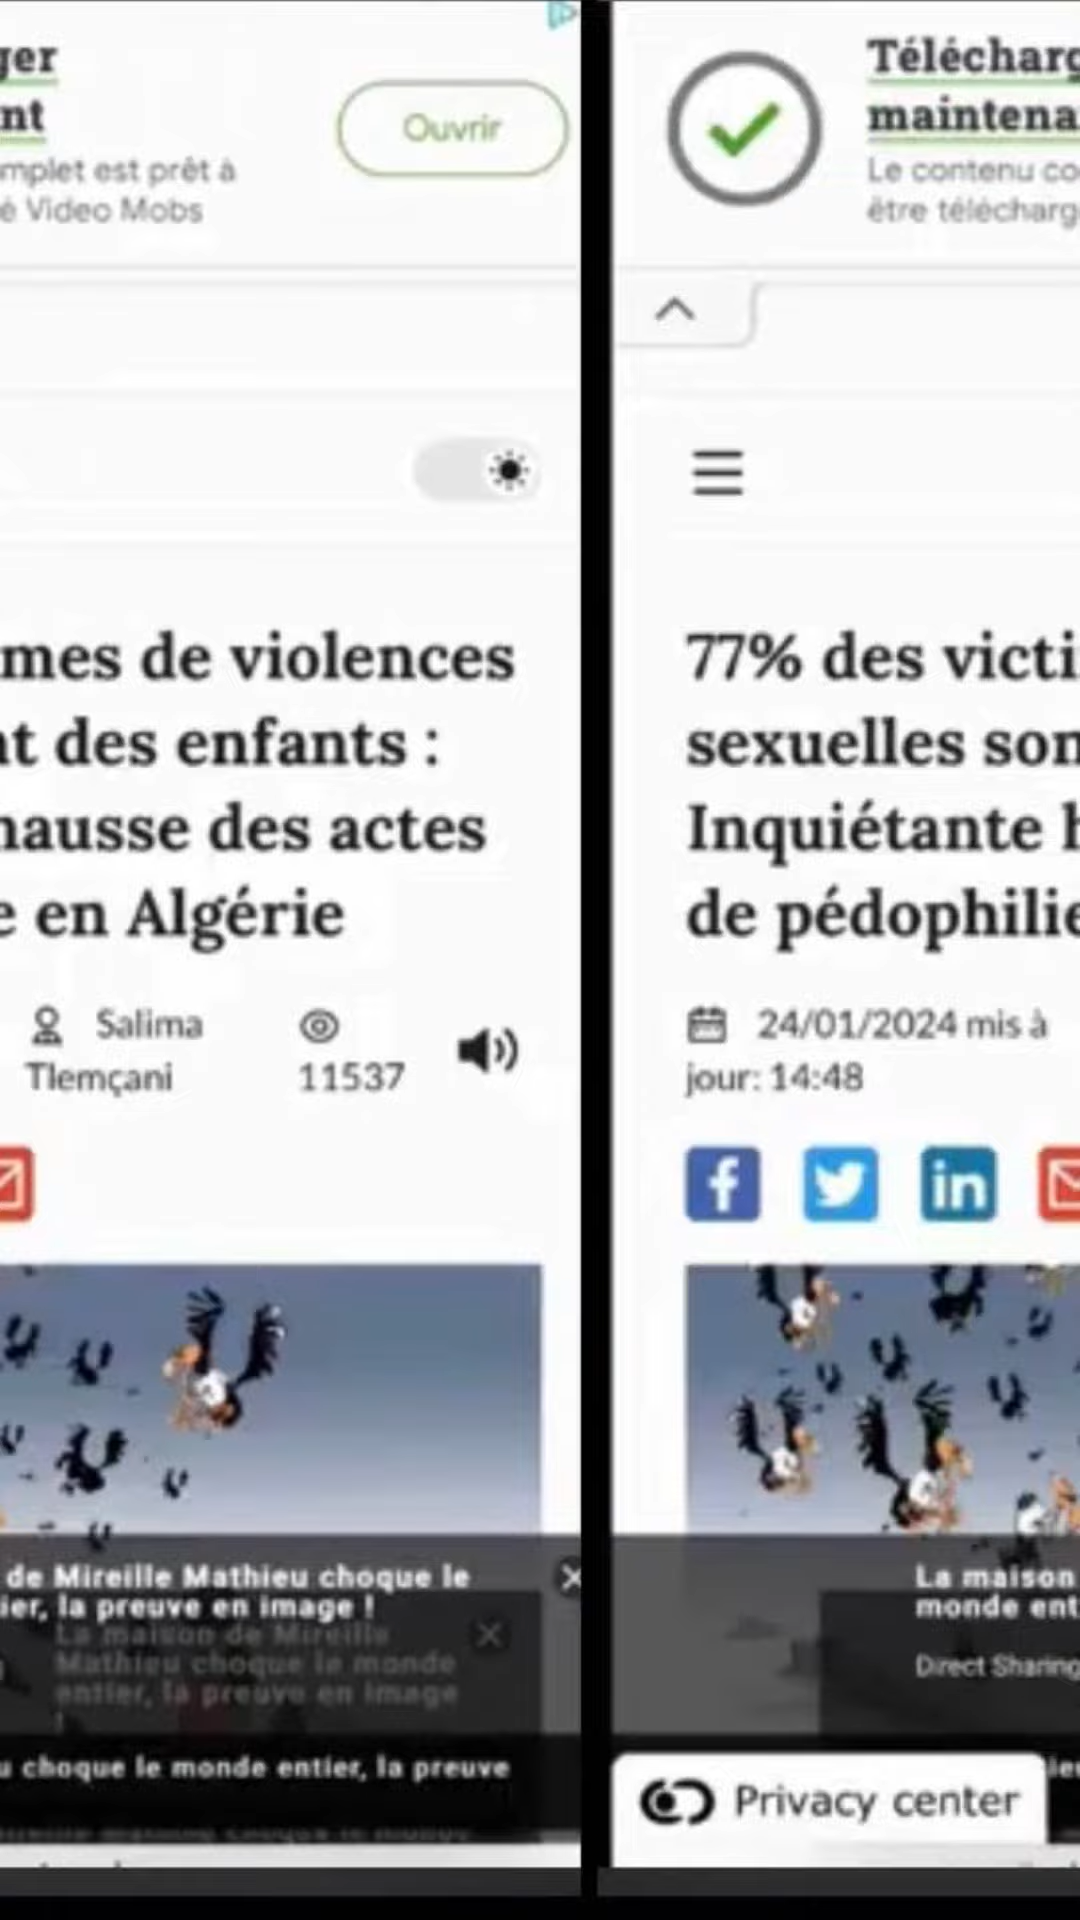 ger
nt
mplet est prêt à
é Video Mobs
Ouvrir
mes de violences
nt des enfants :
hausse des actes
e en Algérie
Salima
Tlemçani
11537
de Mireille Mathieu choque le
ier, la preuve en image !
La maison de Mireille
Mathieu choque le monde
entier, la preuve en image
!
u choque le monde entier, la preuve
Télécharg
maintena
Le contenu co
être télécharg
77% des victi
sexuelles son
Inquiétante h
de pédophilie
24/01/2024 mis à
jour: 14:48
f
in
La maison
monde ent
Direct Sharing
Privacy center